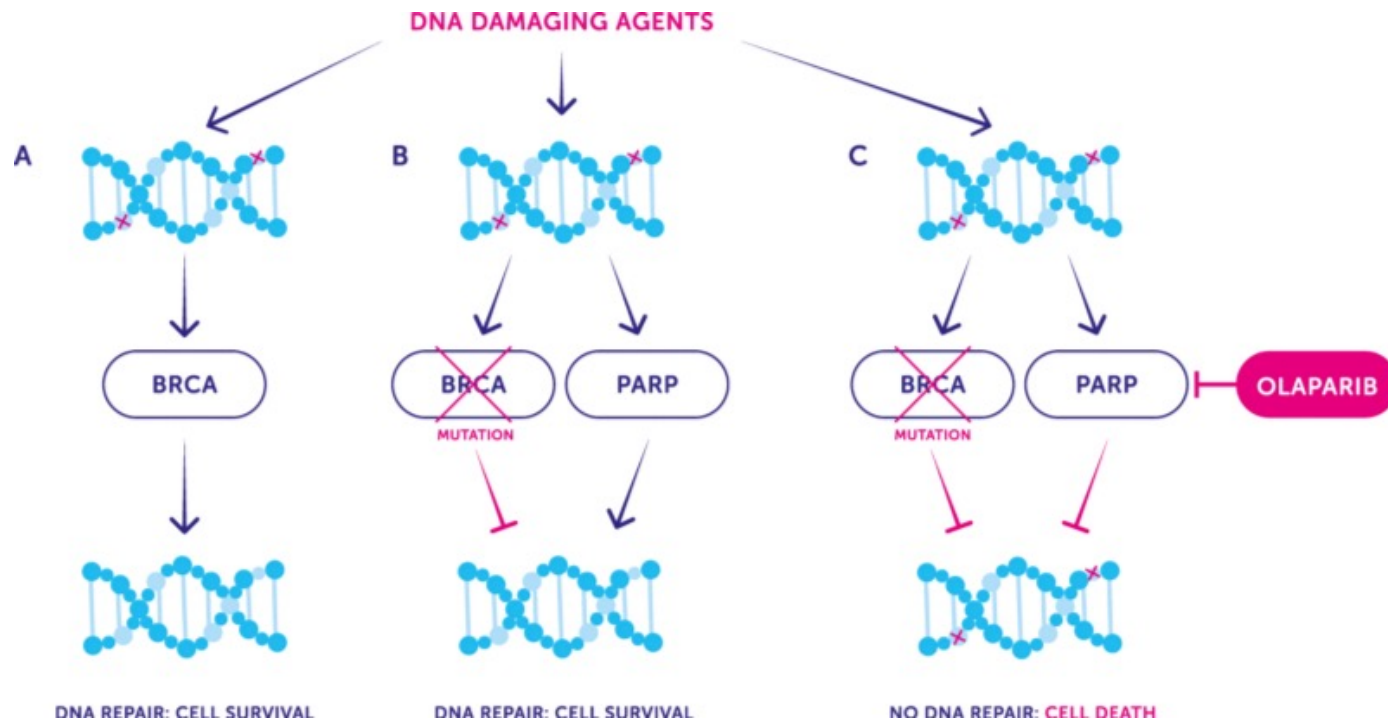 DNA DAMAGING AGENTS
A
B
C
BRCA
BRCA
PARP
BRCA
PARP
OLAPARIB
MUTATION
MUTATION
DNA REPAIR: CELL SURVIVAL
DNA REPAIR: CELL SURVIVAL
NO DNA REPAIR: CELL DEATH